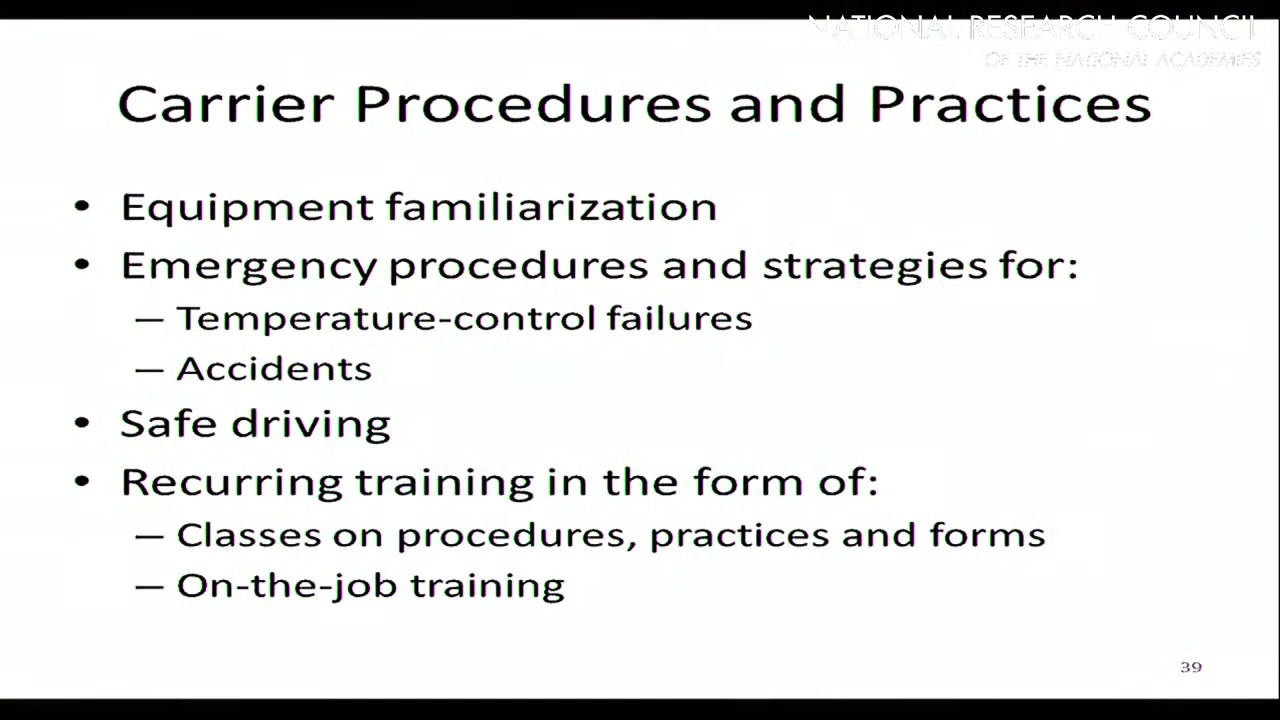 NATIONAL RESEARCH COUNCIL
OF THE NATIONAL ACADEMIES
Carrier Procedures and Practices
• Equipment familiarization
• Emergency procedures and strategies for:
– Temperature-control failures
– Accidents
• Safe driving
• Recurring training in the form of:
– Classes on procedures, practices and forms
– On-the-job training
39